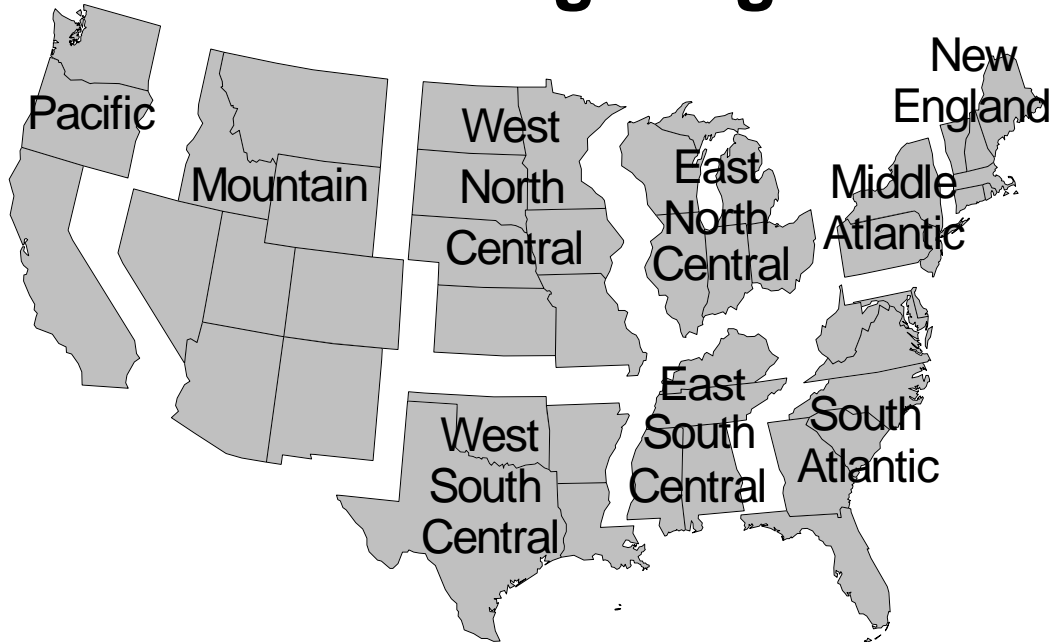 Pacific
Mountain
West
North
Central
East
North
Central
New
England
Middle
Atlantic
West
South
Central
East
South
Central
South
Atlantic